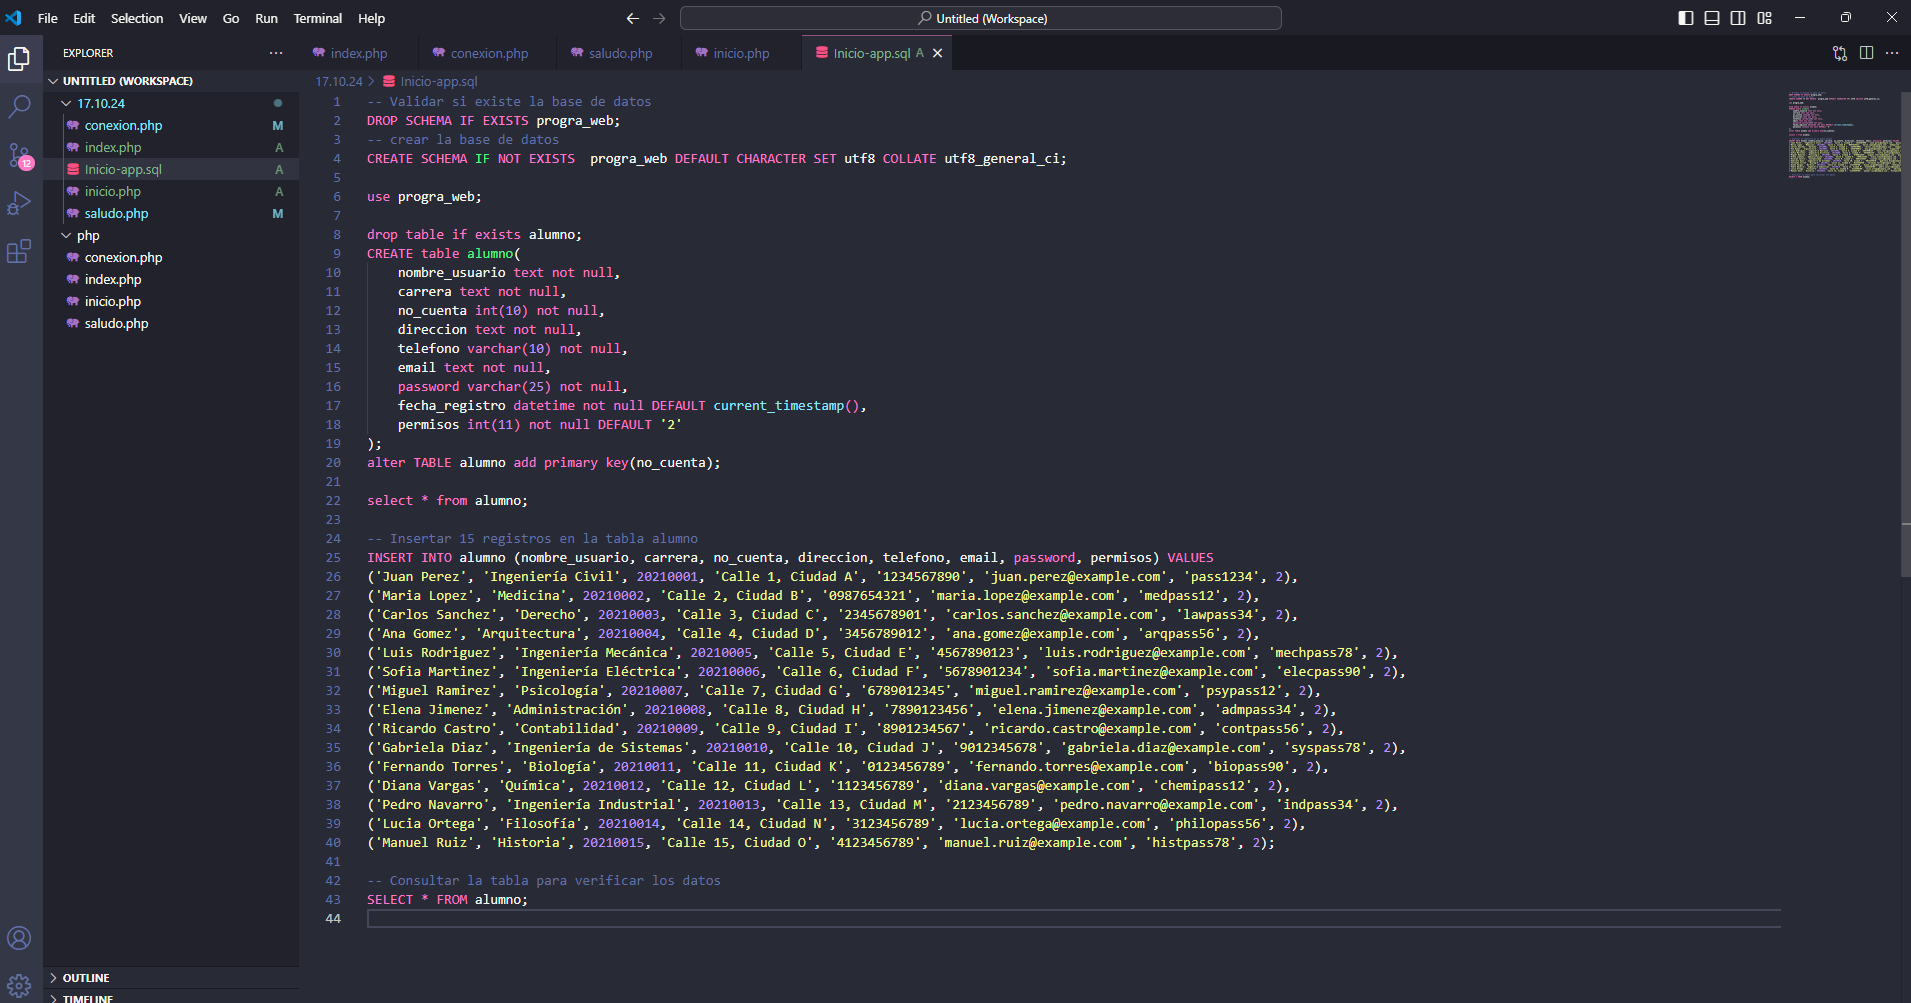 File Edit Selection View Go Run Terminal Help
Untitled (Workspace)
EXPLORER
index.php
conexion.php
saludo.php
inicio.php
Inicio-app.sql A
UNTITLED (WORKSPACE)
17.10.24
conexion.php M
index.php A
Inicio-app.sql A
inicio.php A
saludo.php M
php
conexion.php
index.php
inicio.php
saludo.php
12
OUTLINE
TIMELINE
17.10.24 > Inicio-app.sql
1 -- Validar si existe la base de datos
2 DROP SCHEMA IF EXISTS progra_web;
3 -- crear la base de datos
4 CREATE SCHEMA IF NOT EXISTS  progra_web DEFAULT CHARACTER SET utf8 COLLATE utf8_general_ci;
5
6 use progra_web;
7
8 drop table if exists alumno;
9 CREATE table alumno(
10     nombre_usuario text not null,
11     carrera text not null,
12     no_cuenta int(10) not null,
13     direccion text not null,
14     telefono varchar(10) not null,
15     email text not null,
16     password varchar(25) not null,
17     fecha_registro datetime not null DEFAULT current_timestamp(),
18     permisos int(11) not null DEFAULT '2'
19 );
20 alter TABLE alumno add primary key(no_cuenta);
21
22 select * from alumno;
23
24 -- Insertar 15 registros en la tabla alumno
25 INSERT INTO alumno (nombre_usuario, carrera, no_cuenta, direccion, telefono, email, password, permisos) VALUES
26 ('Juan Perez', 'Ingeniería Civil', 20210001, 'Calle 1, Ciudad A', '1234567890', 'juan.perez@example.com', 'pass1234', 2),
27 ('Maria Lopez', 'Medicina', 20210002, 'Calle 2, Ciudad B', '0987654321', 'maria.lopez@example.com', 'medpass12', 2),
28 ('Carlos Sanchez', 'Derecho', 20210003, 'Calle 3, Ciudad C', '2345678901', 'carlos.sanchez@example.com', 'lawpass34', 2),
29 ('Ana Gomez', 'Arquitectura', 20210004, 'Calle 4, Ciudad D', '3456789012', 'ana.gomez@example.com', 'arqpass56', 2),
30 ('Luis Rodriguez', 'Ingeniería Mecánica', 20210005, 'Calle 5, Ciudad E', '4567890123', 'luis.rodriguez@example.com', 'mechpass78', 2),
31 ('Sofia Martinez', 'Ingeniería Eléctrica', 20210006, 'Calle 6, Ciudad F', '5678901234', 'sofia.martinez@example.com', 'elecpass90', 2),
32 ('Miguel Ramirez', 'Psicología', 20210007, 'Calle 7, Ciudad G', '6789012345', 'miguel.ramirez@example.com', 'psypass12', 2),
33 ('Elena Jimenez', 'Administración', 20210008, 'Calle 8, Ciudad H', '7890123456', 'elena.jimenez@example.com', 'admpass34', 2),
34 ('Ricardo Castro', 'Contabilidad', 20210009, 'Calle 9, Ciudad I', '8901234567', 'ricardo.castro@example.com', 'contpass56', 2),
35 ('Gabriela Diaz', 'Ingeniería de Sistemas', 20210010, 'Calle 10, Ciudad J', '9012345678', 'gabriela.diaz@example.com', 'syspass78', 2),
36 ('Fernando Torres', 'Biología', 20210011, 'Calle 11, Ciudad K', '0123456789', 'fernando.torres@example.com', 'biopass90', 2),
37 ('Diana Vargas', 'Química', 20210012, 'Calle 12, Ciudad L', '1123456789', 'diana.vargas@example.com', 'chemipass12', 2),
38 ('Pedro Navarro', 'Ingeniería Industrial', 20210013, 'Calle 13, Ciudad M', '2123456789', 'pedro.navarro@example.com', 'indpass34', 2),
39 ('Lucia Ortega', 'Filosofía', 20210014, 'Calle 14, Ciudad N', '3123456789', 'lucia.ortega@example.com', 'philopass56', 2),
40 ('Manuel Ruiz', 'Historia', 20210015, 'Calle 15, Ciudad O', '4123456789', 'manuel.ruiz@example.com', 'histpass78', 2);
41
42 -- Consultar la tabla para verificar los datos
43 SELECT * FROM alumno;
44